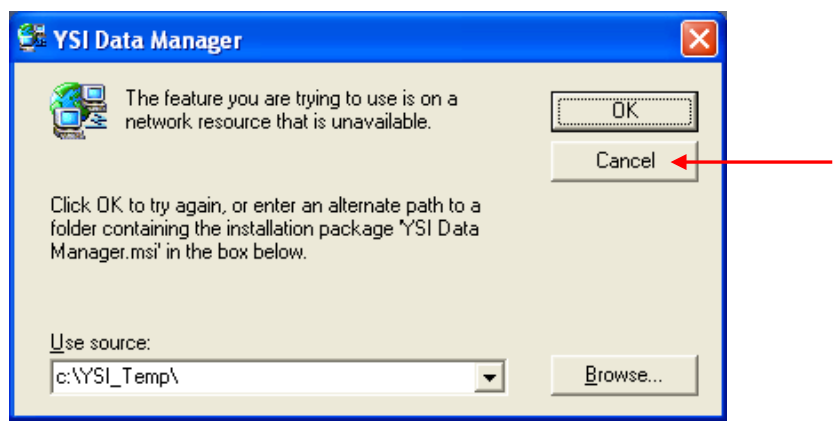 YSI Data Manager
The feature you are trying to use is on a
network resource that is unavailable.
OK
Cancel
Click OK to try again, or enter an alternate path to a
folder containing the installation package 'YSI Data
Manager.msi' in the box below.
Use source:
c:\YSI_Temp\
Browse...